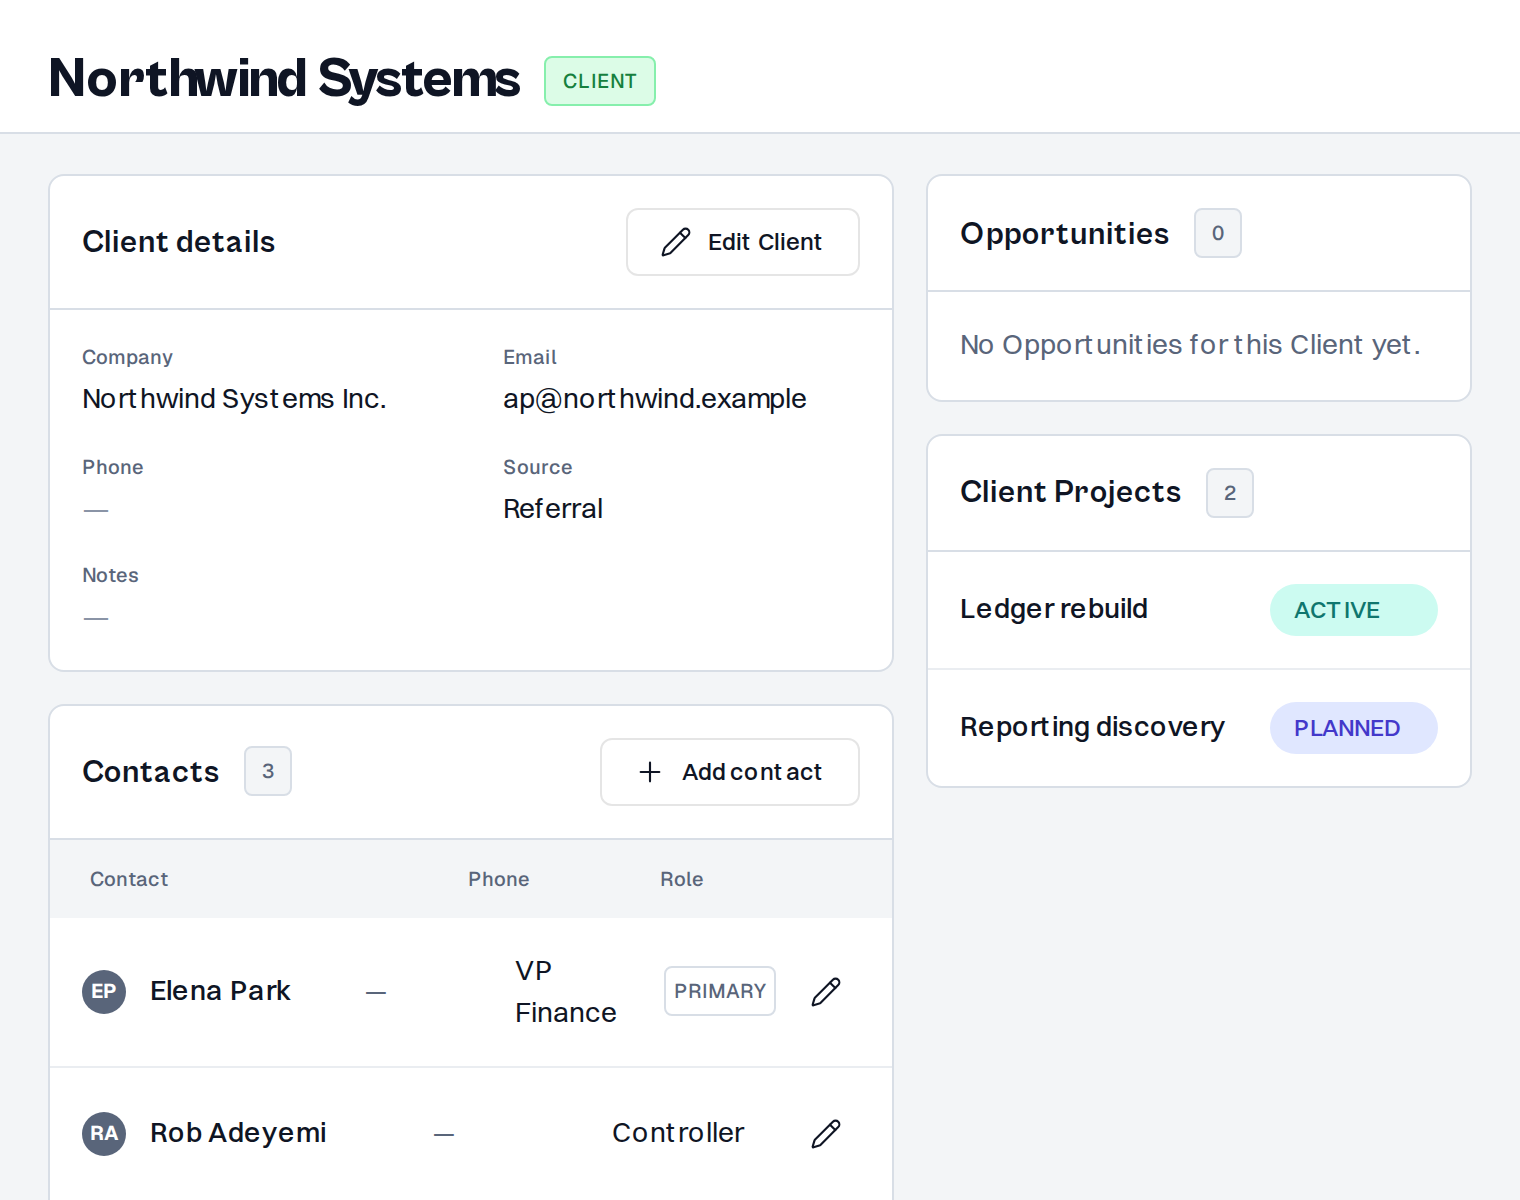 Northwind Systems
CLIENT
Client details
Edit Client
Company
Northwind Systems Inc.
Email
ap@northwind.example
Phone
—
Source
Referral
Notes
—
Contacts
3
Add contact
Contact
Phone
Role
EP
Elena Park
—
VP
Finance
PRIMARY
RA
Rob Adeyemi
—
Controller
Opportunities
0
No Opportunities for this Client yet.
Client Projects
2
Ledger rebuild
ACTIVE
Reporting discovery
PLANNED